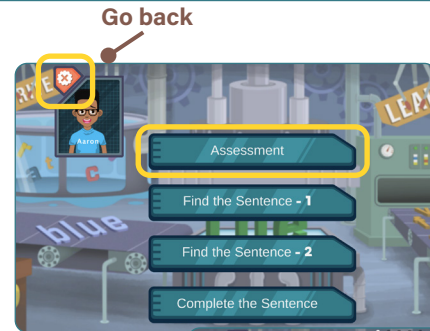 Go back
Aaron
Assessment
Find the Sentence - 1
blue
Find the Sentence - 2
Complete the Sentence